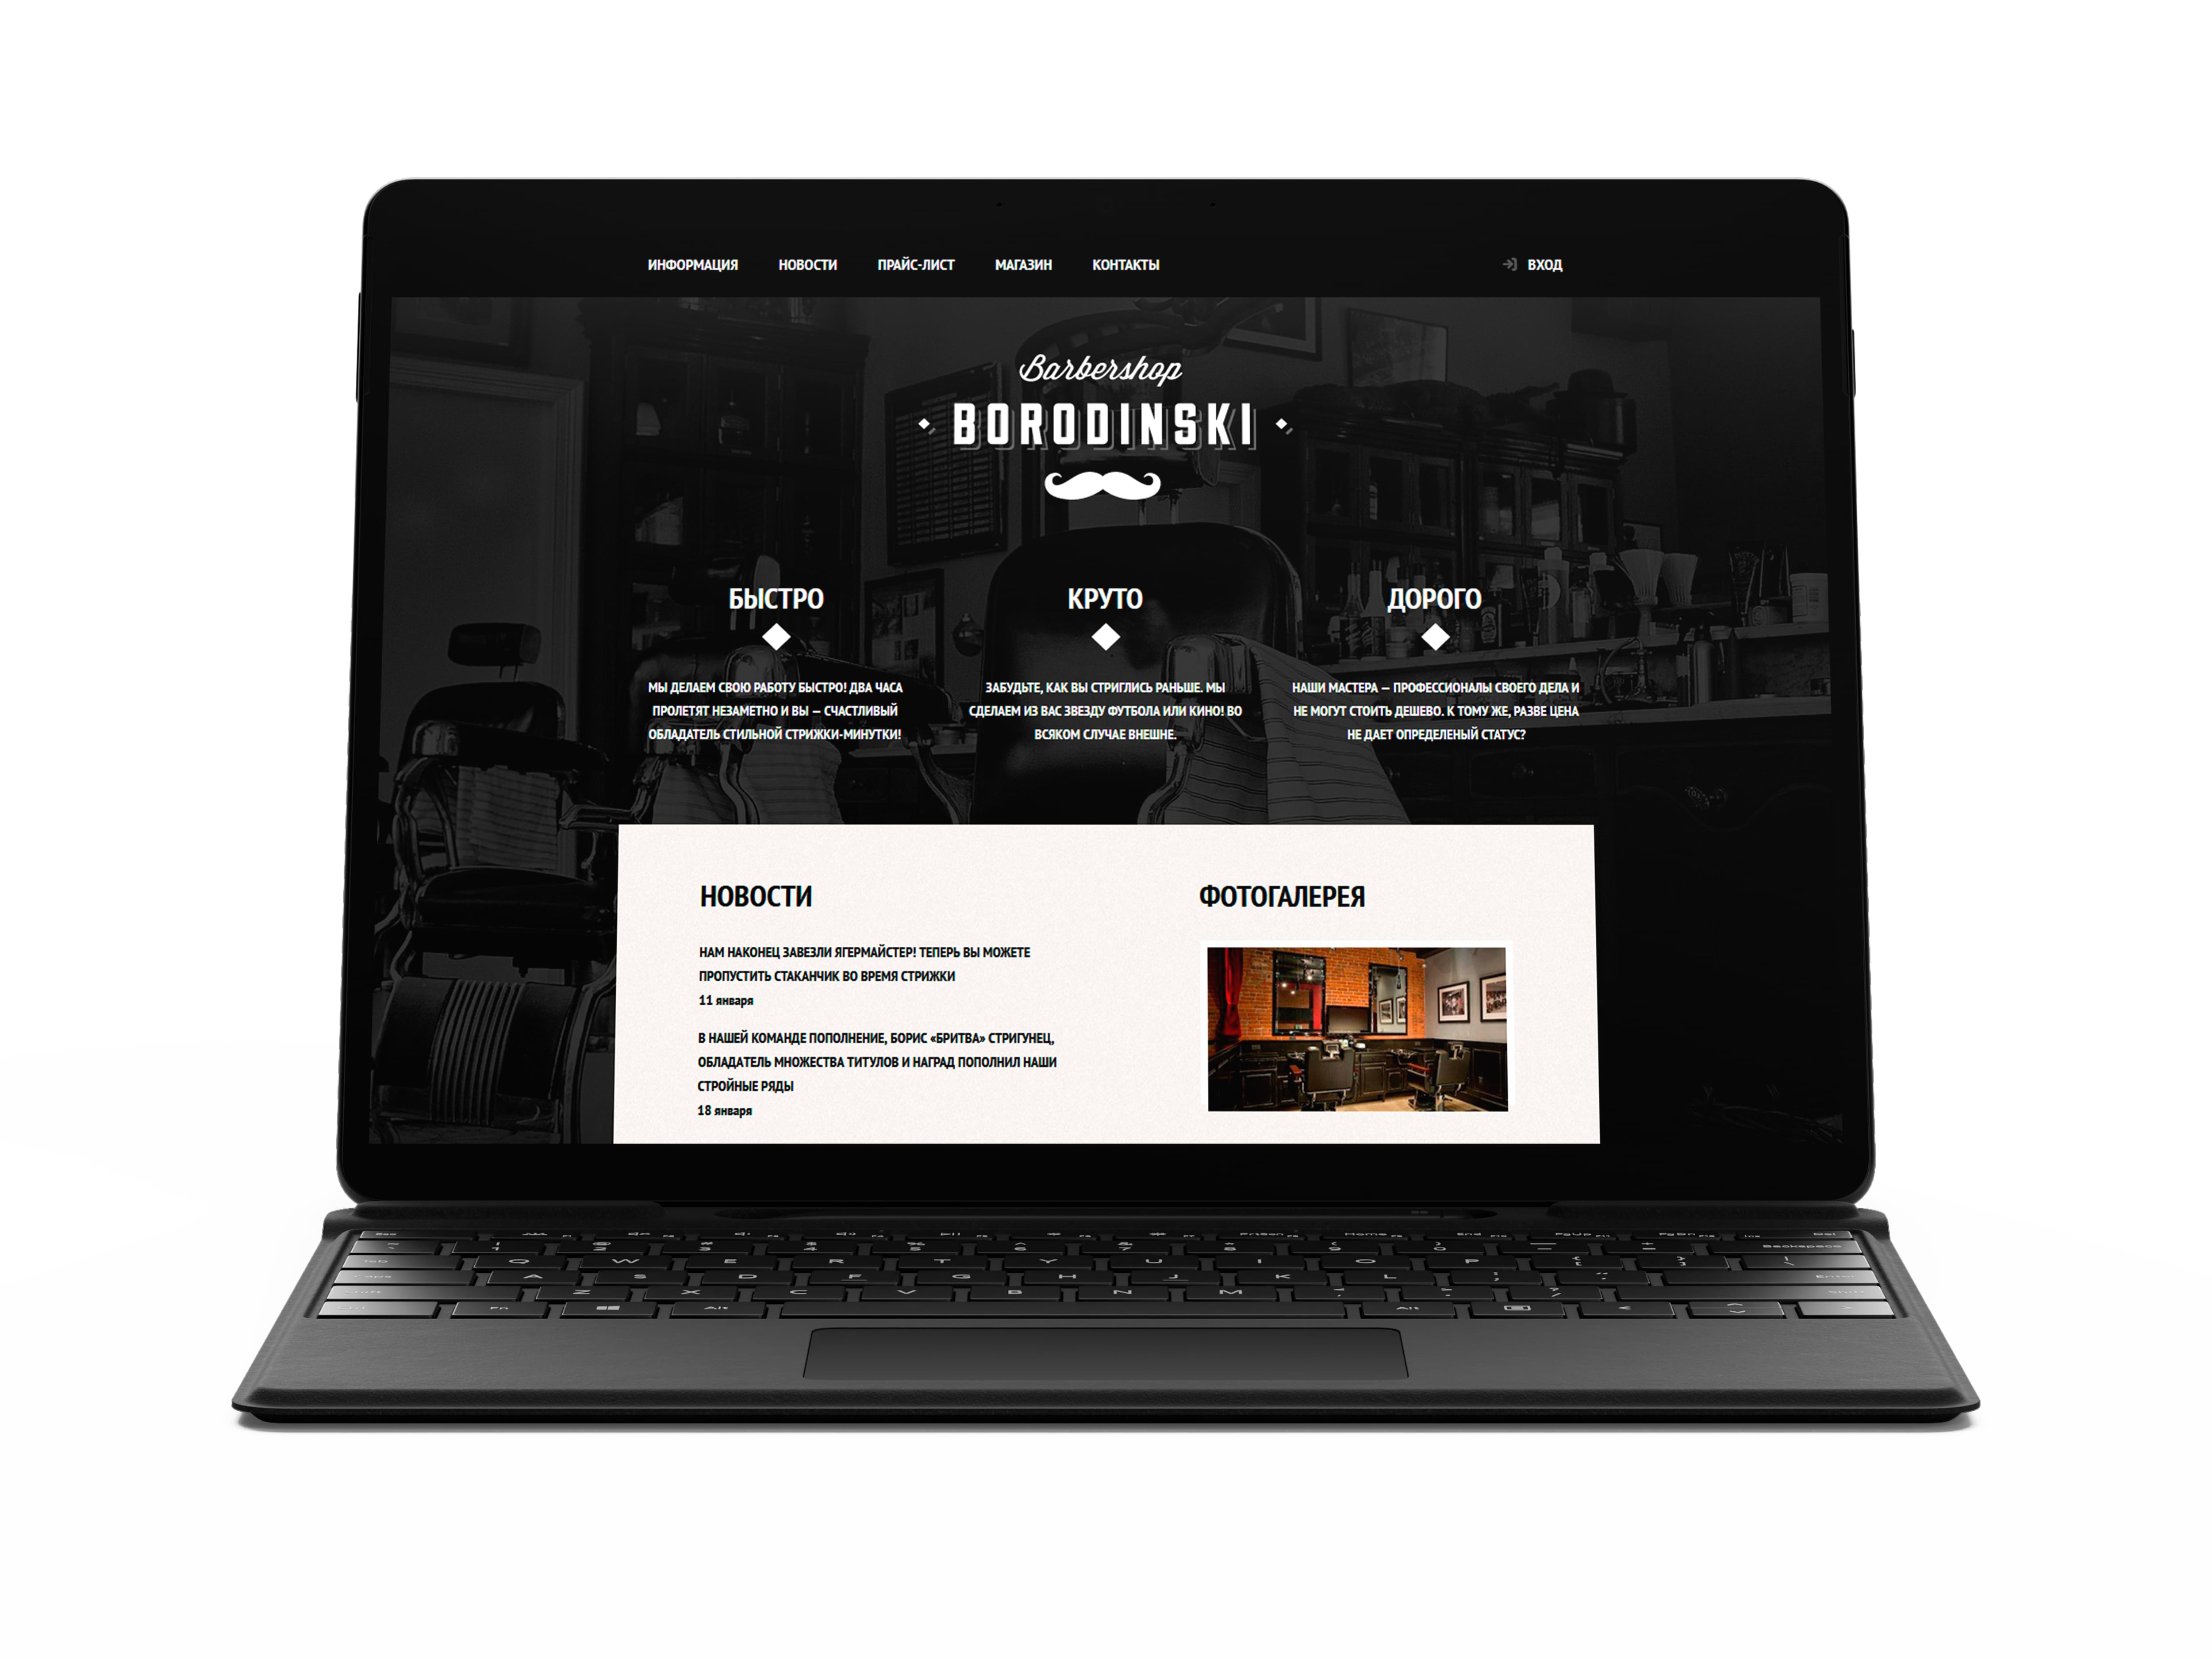 ИНФОРМАЦИЯ НОВОСТИ ПРАЙС-ЛИСТ МАГАЗИН КОНТАКТЫ ВХОД
Barbershop
BORODINSKI
БЫСТРО
МЫ ДЕЛАЕМ СВОЮ РАБОТУ БЫСТРО! ДВА ЧАСА
ПРОЛЕТЯТ НЕЗАМЕТНО И ВЫ – СЧАСТЛИВЫЙ
ОБЛАДАТЕЛЬ СТИЛЬНОЙ СТРИЖКИ-МИНУТКИ!
КРУТО
ЗАБУДЬТЕ, КАК ВЫ СТРИГЛИСЬ РАНЬШЕ. МЫ
СДЕЛАЕМ ИЗ ВАС ЗВЕЗДУ ФУТБОЛА ИЛИ КИНО! ВО
ВСЯКОМ СЛУЧАЕ ВНЕШНЕ.
ДОРОГО
НАШИ МАСТЕРА – ПРОФЕССИОНАЛЫ СВОЕГО ДЕЛА И
НЕ МОГУТ СТОИТЬ ДЕШЕВО. К ТОМУ ЖЕ, РАЗВЕ ЦЕНА
НЕ ДАЕТ ОПРЕДЕЛЕНЫЙ СТАТУС?
НОВОСТИ
НАМ НАКОНЕЦ ЗАВЕЗЛИ ЯГЕРМАЙСТЕР! ТЕПЕРЬ ВЫ МОЖЕТЕ
ПРОПУСТИТЬ СТАКАНЧИК ВО ВРЕМЯ СТРИЖКИ
11 января
В НАШЕЙ КОМАНДЕ ПОПОЛНЕНИЕ, БОРИС «БРИТВА» СТРИГУНЕЦ,
ОБЛАДАТЕЛЬ МНОЖЕСТВА ТИТУЛОВ И НАГРАД ПОПОЛНИЛ НАШИ
СТРОЙНЫЕ РЯДЫ
18 января
ФОТОГАЛЕРЕЯ
Q W E R T Y U I O P
A S D F G H J K L
Z X C V B N M
Fn Alt Alt